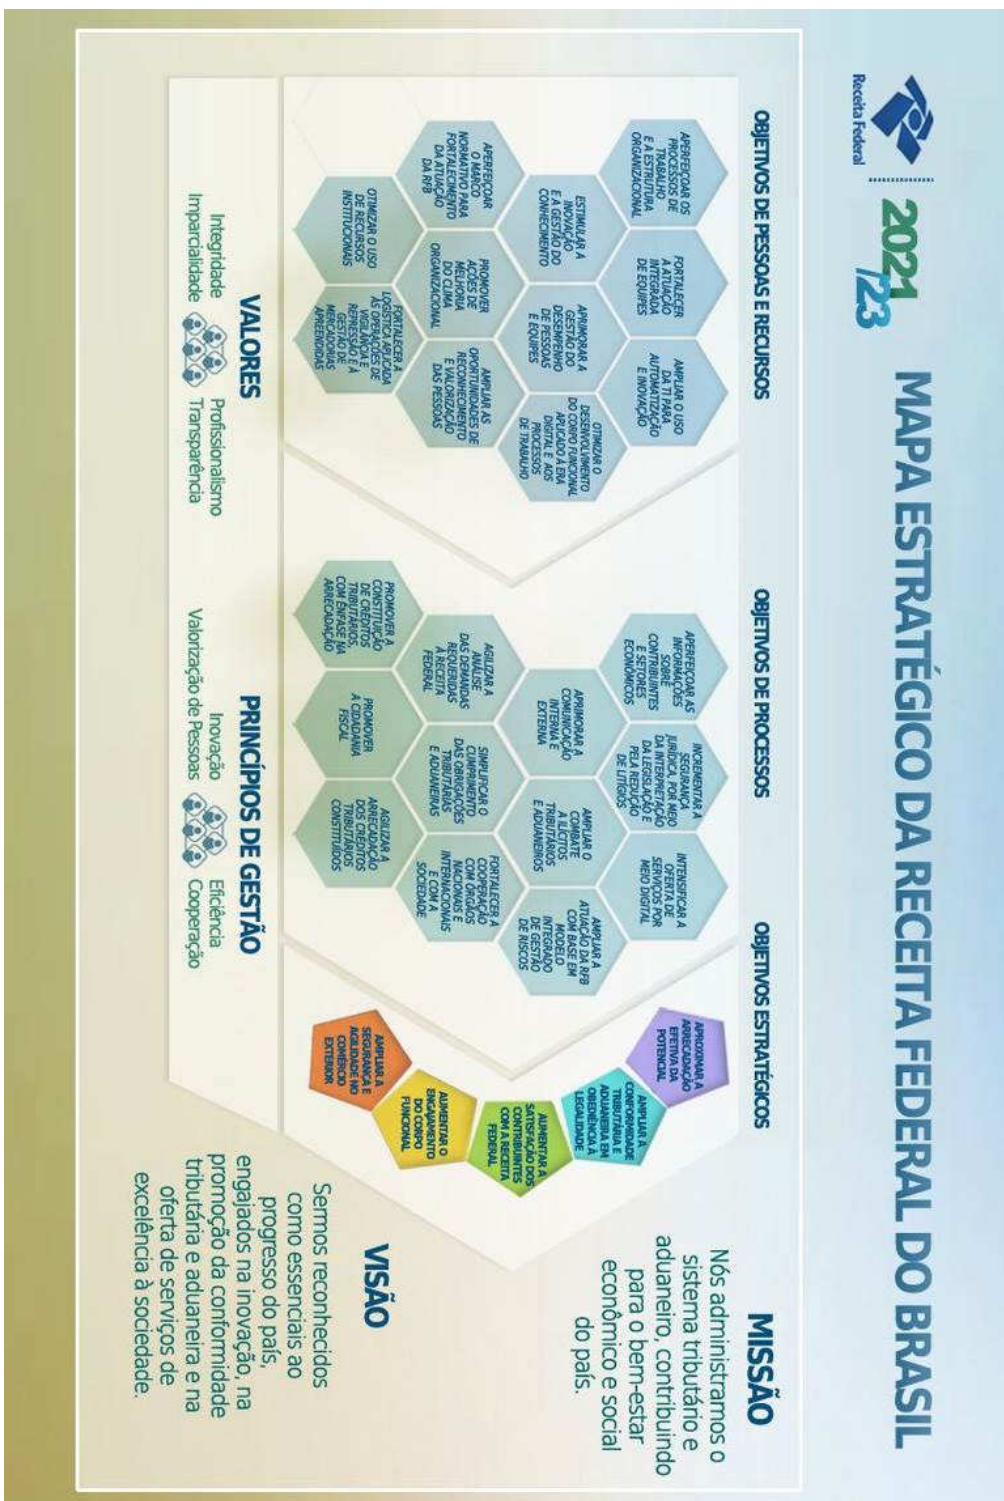 Receita Federal
2021
/23
MAPA ESTRATÉGICO DA RECEITA FEDERAL DO BRASIL
OBJETIVOS DE PESSOAS E RECURSOS
APERFEIÇOAR OS
PROCESSOS DE
TRABALHO
E A ESTRUTURA
ORGANIZACIONAL
FORTALECER
A ATUAÇÃO
INTEGRADA
DE EQUIPES
AMPLIAR O USO
DA TI PARA
AUTOMATIZAÇÃO
E INOVAÇÃO
ESTIMULAR A
INOVAÇÃO
E A GESTÃO DO
CONHECIMENTO
APRIMORAR A
GESTÃO DO
DESEMPENHO
DE PESSOAS
E EQUIPES
OTIMIZAR O
DESENVOLVIMENTO
DO CORPO FUNCIONAL
APLICADO À ERA
DIGITAL E AOS
PROCESSOS
DE TRABALHO
APERFEIÇOAR
O MARCO
NORMATIVO PARA
FORTALECIMENTO
DA ATUAÇÃO
DA RFB
PROMOVER
AÇÕES DE
MELHORIA
DO CLIMA
ORGANIZACIONAL
AMPLIAR AS
OPORTUNIDADES DE
RECONHECIMENTO
E VALORIZAÇÃO
DAS PESSOAS
OTIMIZAR O USO
DE RECURSOS
INSTITUCIONAIS
FORTALECER A
LOGÍSTICA APLICADA
ÀS OPERAÇÕES DE
VIGILÂNCIA E
REPRESSÃO E À
GESTÃO DE
MERCADORIAS
APREENDIDAS
OBJETIVOS DE PROCESSOS
APERFEIÇOAR AS
INFORMAÇÕES
SOBRE
CONTRIBUINTES
E SETORES
ECONÔMICOS
INCREMENTAR A
SEGURANÇA
JURÍDICA, POR MEIO
DA INTERPRETAÇÃO
DA LEGISLAÇÃO E
PELA REDUÇÃO
DE LITÍGIOS
INTENSIFICAR A
OFERTA DE
SERVIÇOS POR
MEIO DIGITAL
APRIMORAR A
COMUNICAÇÃO
INTERNA E
EXTERNA
AMPLIAR O
COMBATE
A ILÍCITOS
TRIBUTÁRIOS
E ADUANEIROS
AMPLIAR A
ATUAÇÃO DA RFB
COM BASE EM
MODELO
INTEGRADO
DE GESTÃO
DE RISCOS
AGILIZAR A
ANÁLISE
DAS DEMANDAS
REQUERIDAS
À RECEITA
FEDERAL
SIMPLIFICAR O
CUMPRIMENTO
DAS OBRIGAÇÕES
TRIBUTÁRIAS
E ADUANEIRAS
FORTALECER A
COOPERAÇÃO
COM ÓRGÃOS
NACIONAIS E
INTERNACIONAIS
E COM A
SOCIEDADE
PROMOVER A
CONSTITUIÇÃO
DE CRÉDITOS
TRIBUTÁRIOS,
COM ÊNFASE NA
ARRECADAÇÃO
PROMOVER
A CIDADANIA
FISCAL
AGILIZAR A
ARRECADAÇÃO
DOS CRÉDITOS
TRIBUTÁRIOS
CONSTITUÍDOS
OBJETIVOS ESTRATÉGICOS
APROXIMAR A
ARRECADAÇÃO
EFETIVA DA
POTENCIAL
AMPLIAR A
CONFORMIDADE
TRIBUTÁRIA E
ADUANEIRA EM
OBEDIÊNCIA À
LEGALIDADE
AUMENTAR A
SATISFAÇÃO DOS
CONTRIBUINTES
COM A RECEITA
FEDERAL
AUMENTAR O
ENGAJAMENTO
DO CORPO
FUNCIONAL
AMPLIAR A
SEGURANÇA E
AGILIDADE NO
COMÉRCIO
EXTERIOR
MISSÃO
Nós administramos o
sistema tributário e
aduaneiro, contribuindo
para o bem-estar
econômico e social
do país.
VISÃO
Sermos reconhecidos
como essenciais ao
progresso do país,
engajados na inovação, na
promoção da conformidade
tributária e aduaneira e na
oferta de serviços de
excelência à sociedade.
VALORES
Integridade Profissionalismo
Imparcialidade Transparência
PRINCÍPIOS DE GESTÃO
Inovação Eficiência
Valorização de Pessoas Cooperação